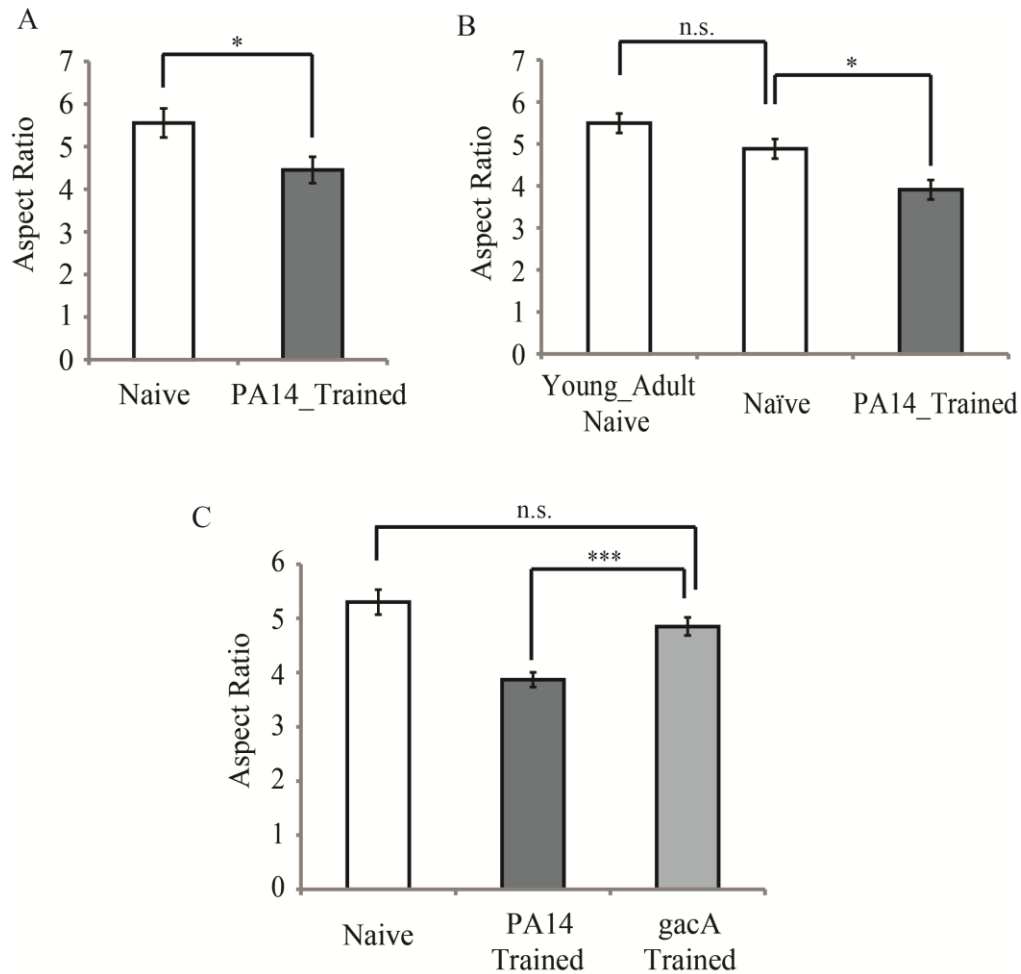 A
*
7
6
5
4
3
2
1
0
Aspect Ratio
Naive
PA14_Trained
B
n.s.
*
7
6
5
4
3
2
1
0
Aspect Ratio
Young_Adult
Naive
Naïve
PA14_Trained
C
n.s.
***
6
5
4
3
2
1
0
Aspect Ratio
Naive
PA14
Trained
gacA
Trained